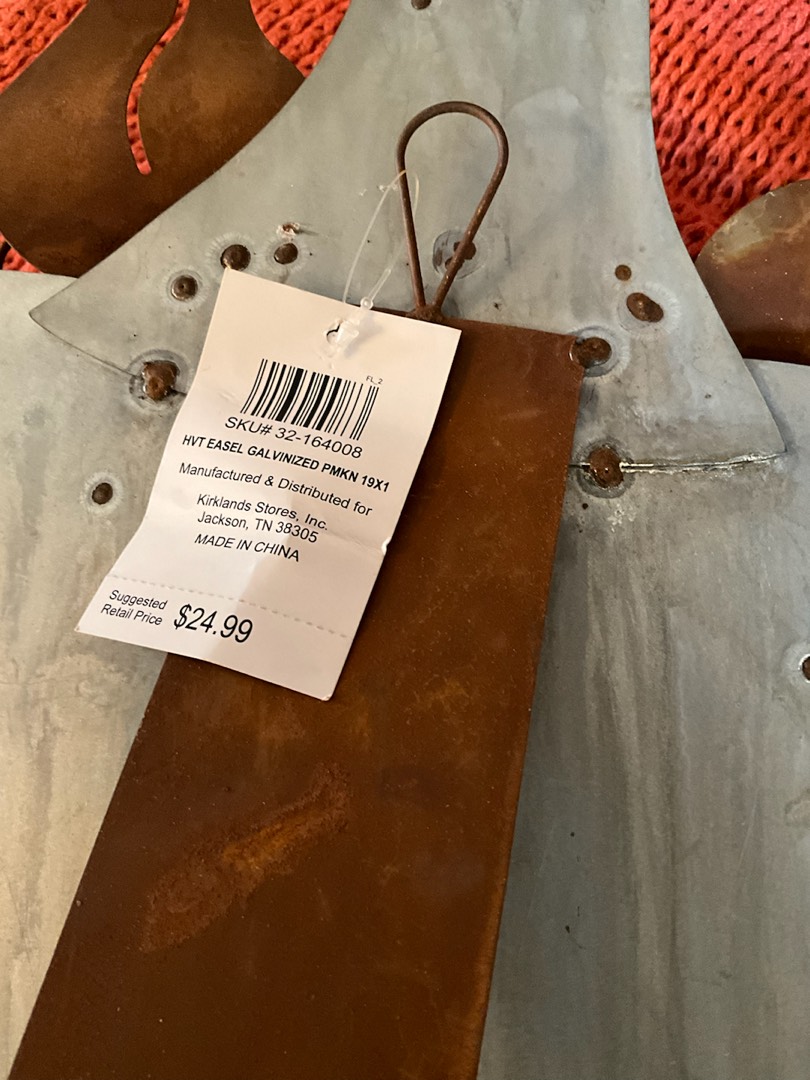 FL_2
SKU# 32-164008
HVT EASEL GALVINIZED PMKN 19X1
Manufactured & Distributed for
Kirklands Stores, Inc.
Jackson, TN 38305
MADE IN CHINA
Suggested
Retail Price $24.99